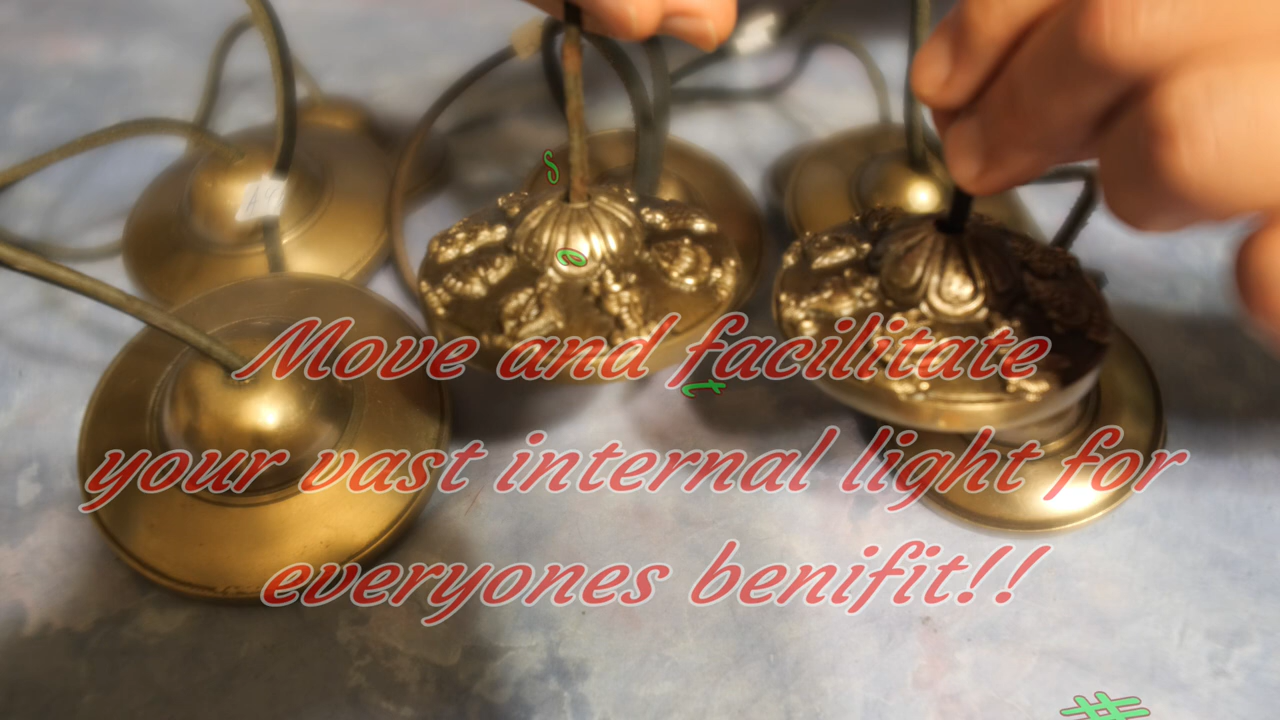 s
e
Move and facilitate
t
your vast internal light for
everyones benifit!!
#